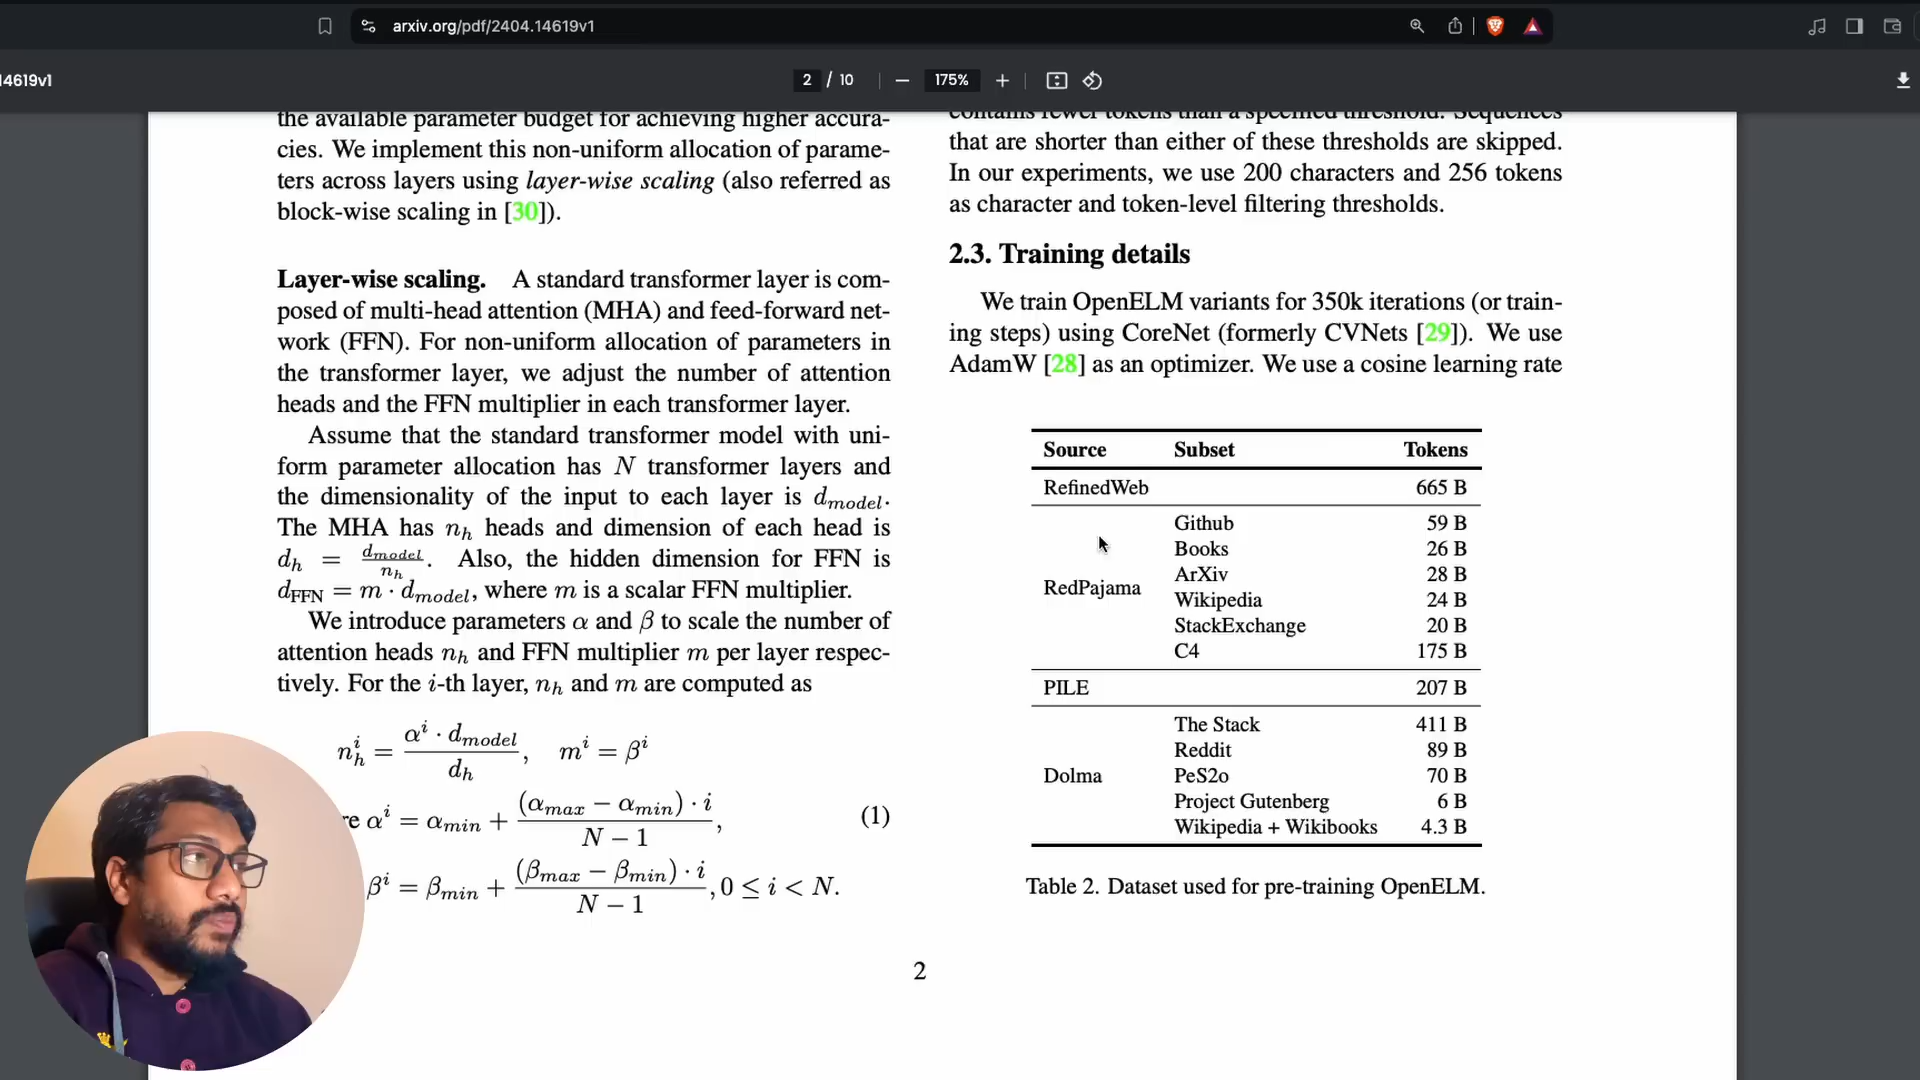 arxiv.org/pdf/2404.14619v1
14619v1
2 / 10
175%
the available parameter budget for achieving higher accura-
cies. We implement this non-uniform allocation of parame-
ters across layers using layer-wise scaling (also referred as
block-wise scaling in [30]).
Layer-wise scaling. A standard transformer layer is com-
posed of multi-head attention (MHA) and feed-forward net-
work (FFN). For non-uniform allocation of parameters in
the transformer layer, we adjust the number of attention
heads and the FFN multiplier in each transformer layer.
Assume that the standard transformer model with uni-
form parameter allocation has N transformer layers and
the dimensionality of the input to each layer is d_model.
The MHA has n_h heads and dimension of each head is
d_h = d_model/n_h. Also, the hidden dimension for FFN is
d_FFN = m · d_model, where m is a scalar FFN multiplier.
We introduce parameters α and β to scale the number of
attention heads n_h and FFN multiplier m per layer respec-
tively. For the i-th layer, n_h and m are computed as
n_h^i = α^i · d_model / d_h, m^i = β^i
re α^i = α_min + (α_max − α_min) · i / N − 1, (1)
β^i = β_min + (β_max − β_min) · i / N − 1, 0 ≤ i < N.
contains fewer tokens than a specified threshold. Sequences
that are shorter than either of these thresholds are skipped.
In our experiments, we use 200 characters and 256 tokens
as character and token-level filtering thresholds.
2.3. Training details
We train OpenELM variants for 350k iterations (or train-
ing steps) using CoreNet (formerly CVNets [29]). We use
AdamW [28] as an optimizer. We use a cosine learning rate
Source Subset Tokens
RefinedWeb 665 B
Github 59 B
Books 26 B
ArXiv 28 B
RedPajama
Wikipedia 24 B
StackExchange 20 B
C4 175 B
PILE 207 B
The Stack 411 B
Reddit 89 B
Dolma PeS2o 70 B
Project Gutenberg 6 B
Wikipedia + Wikibooks 4.3 B
Table 2. Dataset used for pre-training OpenELM.
2